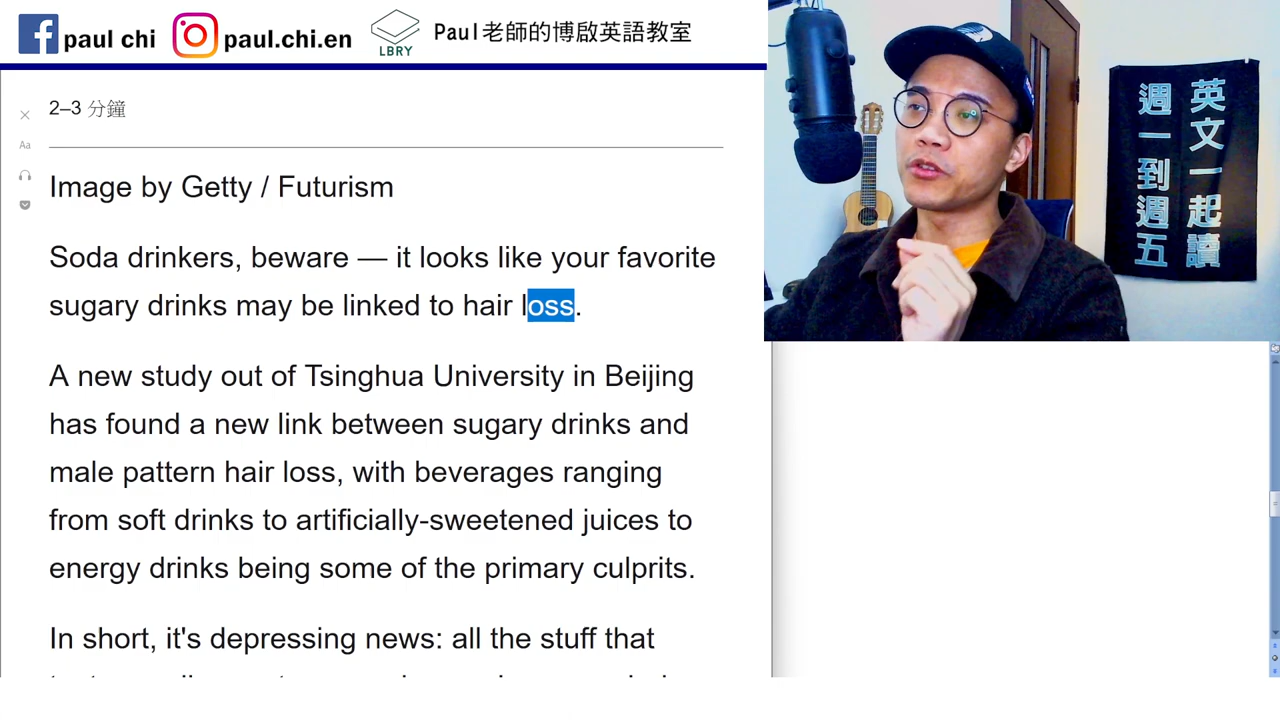 paul chi
paul.chi.en
LBRY
Paul老師的博啟英語教室
2–3 分鐘
Aa
Image by Getty / Futurism
Soda drinkers, beware — it looks like your favorite
sugary drinks may be linked to hair loss.
A new study out of Tsinghua University in Beijing
has found a new link between sugary drinks and
male pattern hair loss, with beverages ranging
from soft drinks to artificially-sweetened juices to
energy drinks being some of the primary culprits.
In short, it's depressing news: all the stuff that
英文一起讀
週一到週五